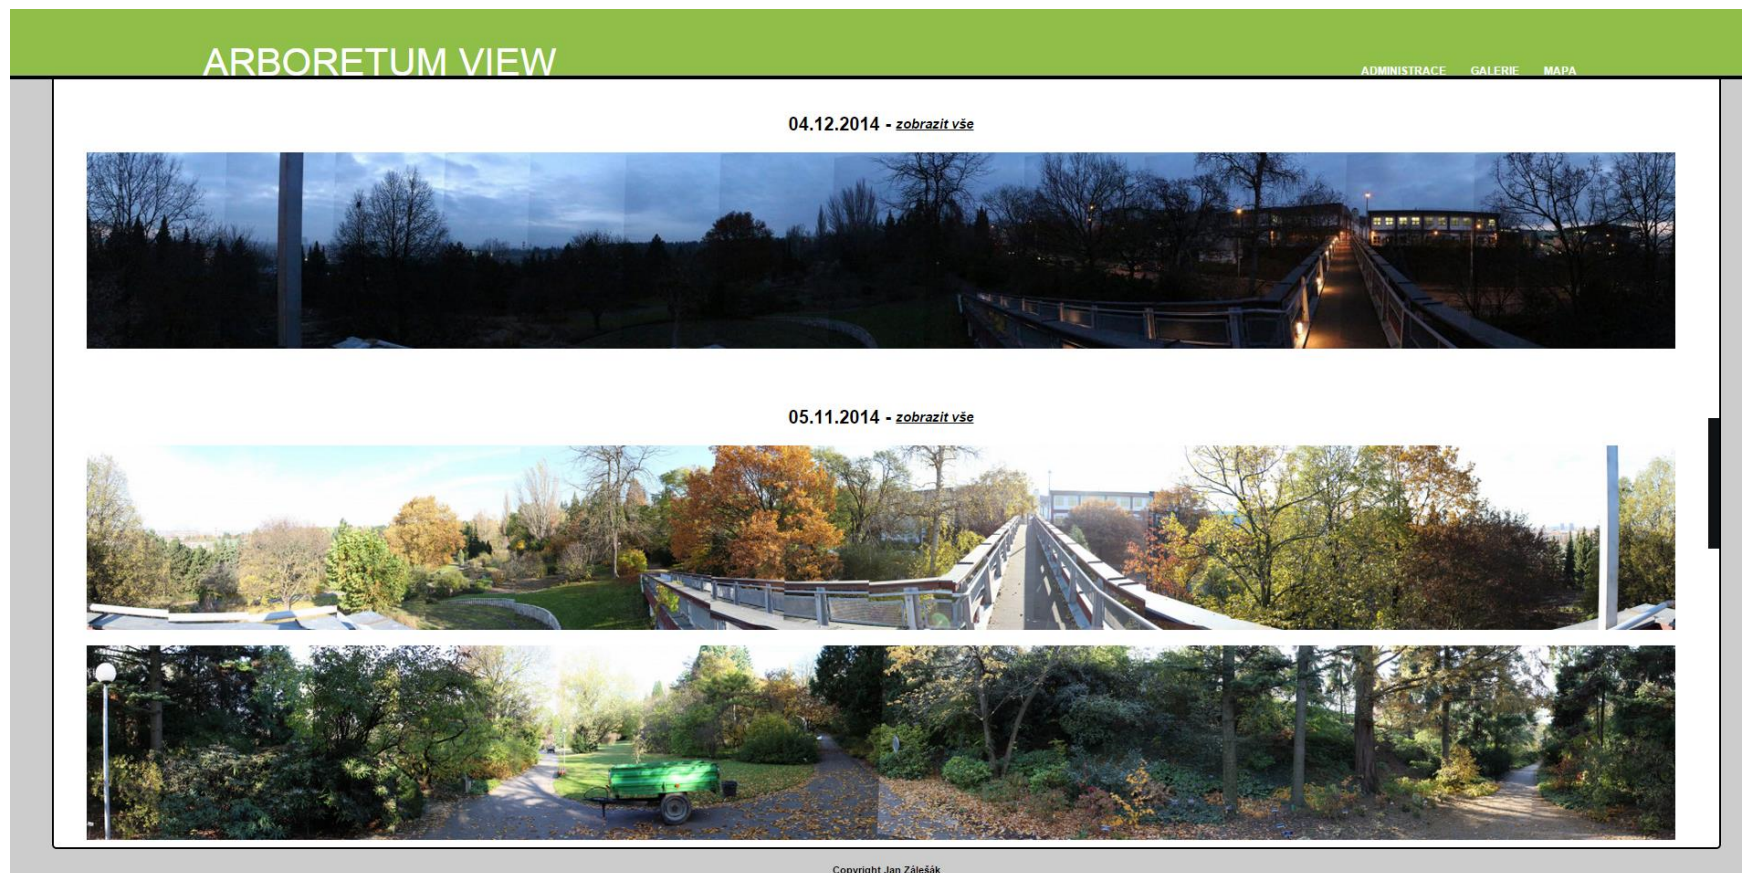 ARBORETUM VIEW
ADMINISTRACE GALERIE MAPA
04.12.2014 - zobrazit vše
05.11.2014 - zobrazit vše
Copyright Jan Zálešák